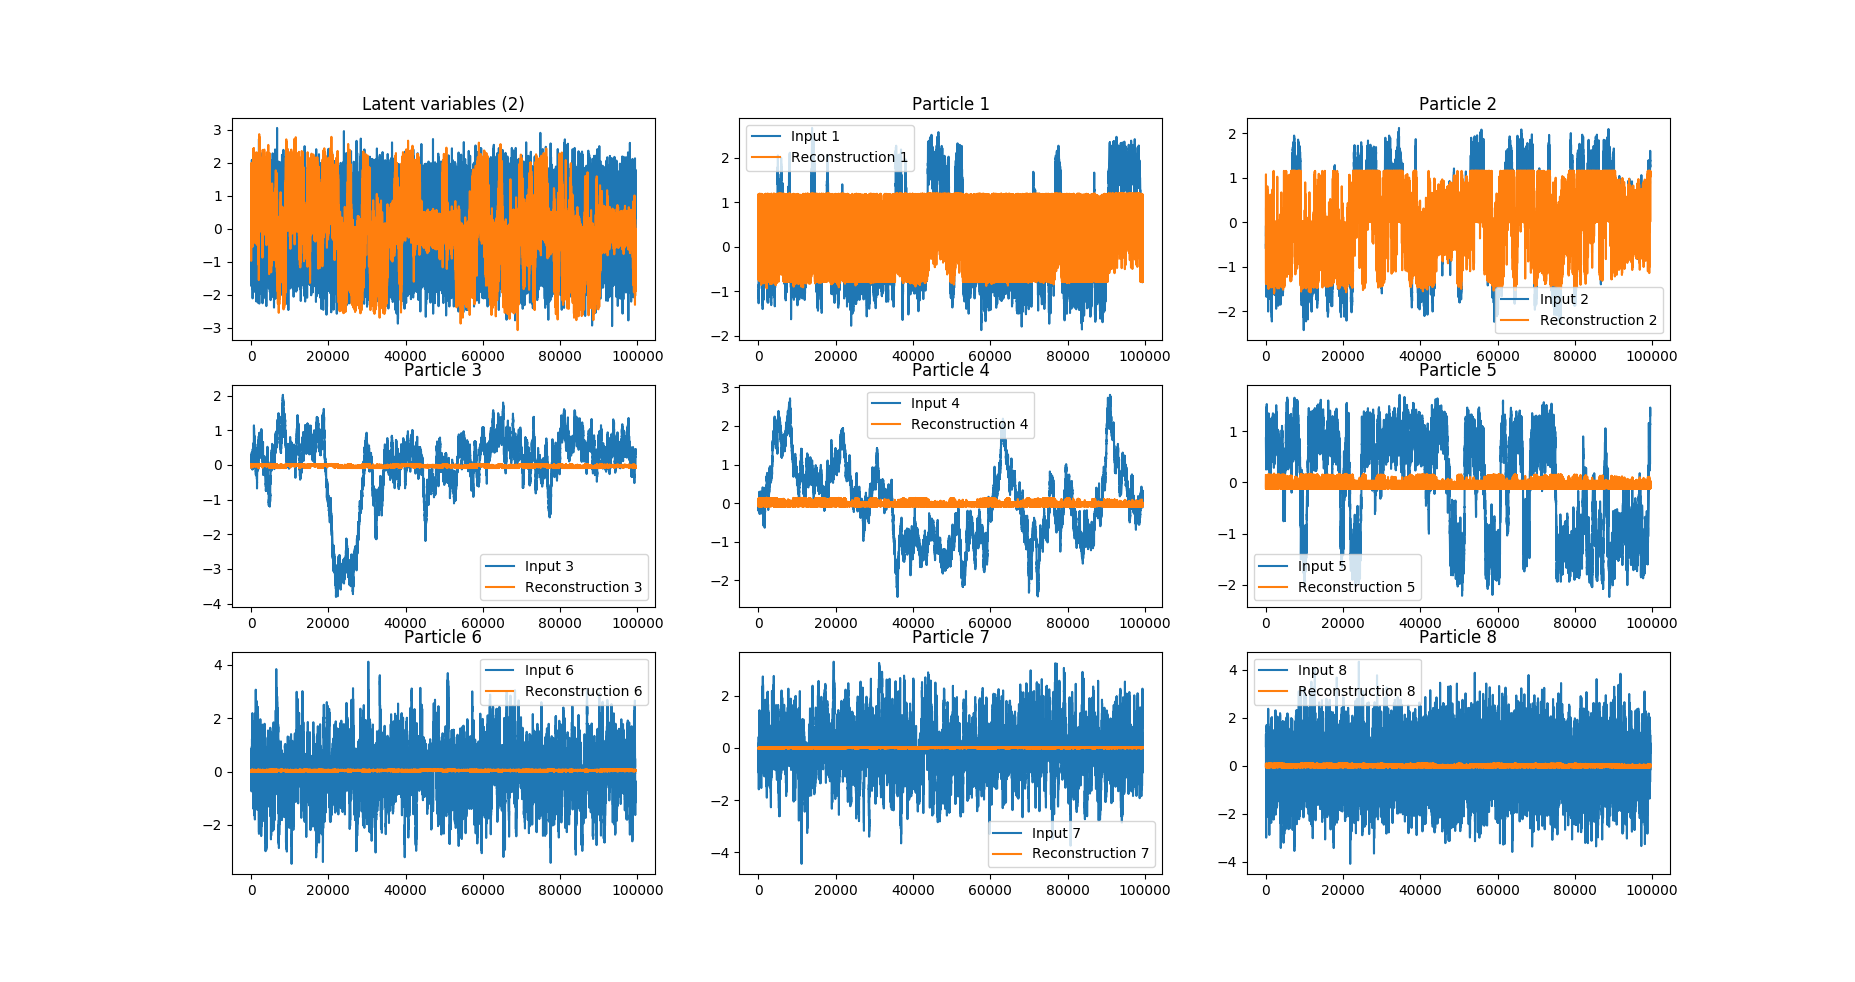 Latent variables (2)
3
2
1
0
−1
−2
−3
0 20000 40000 60000 80000 100000
Particle 1
Input 1
Reconstruction 1
2
1
0
−1
−2
0 20000 40000 60000 80000 100000
Particle 2
2
1
0
−1
−2
Input 2
Reconstruction 2
0 20000 40000 60000 80000 100000
Particle 3
2
1
0
−1
−2
−3
−4
Input 3
Reconstruction 3
0 20000 40000 60000 80000 100000
Particle 4
Input 4
Reconstruction 4
3
2
1
0
−1
−2
0 20000 40000 60000 80000 100000
Particle 5
1
0
−1
−2
Input 5
Reconstruction 5
0 20000 40000 60000 80000 100000
Particle 6
Input 6
Reconstruction 6
4
2
0
−2
0 20000 40000 60000 80000 100000
Particle 7
2
0
−2
−4
Input 7
Reconstruction 7
0 20000 40000 60000 80000 100000
Particle 8
Input 8
Reconstruction 8
4
2
0
−2
−4
0 20000 40000 60000 80000 100000